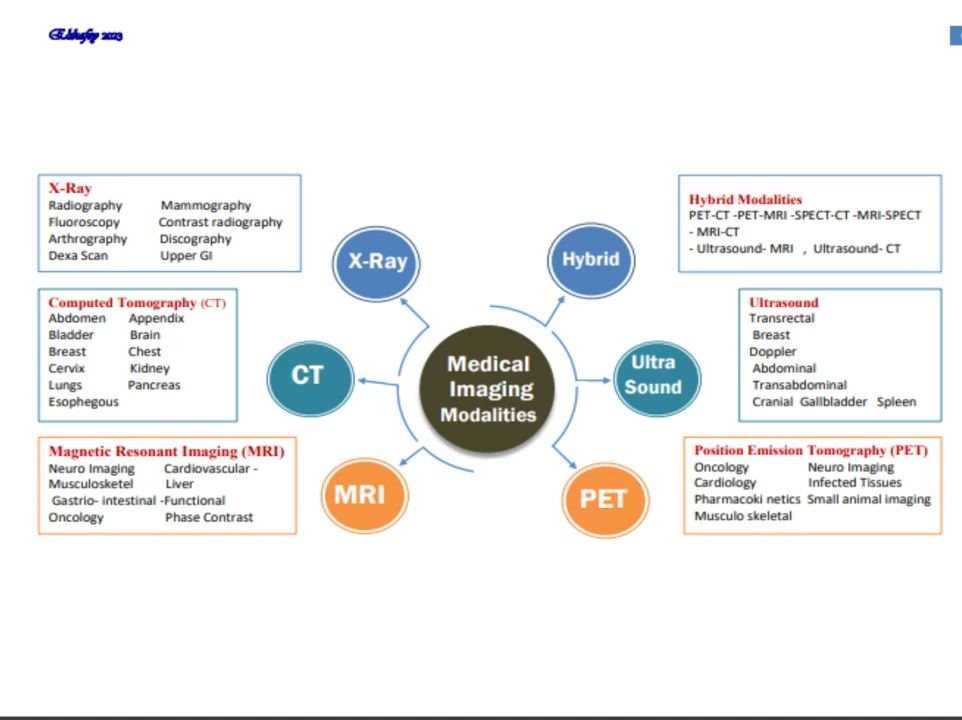 2023
X-Ray
Radiography Mammography
Fluoroscopy Contrast radiography
Arthrography Discography
Dexa Scan Upper GI
Computed Tomography (CT)
Abdomen Appendix
Bladder Brain
Breast Chest
Cervix Kidney
Lungs Pancreas
Esophegous
Magnetic Resonant Imaging (MRI)
Neuro Imaging Cardiovascular -
Musculosketel Liver
Gastrio- intestinal -Functional
Oncology Phase Contrast
X-Ray
CT
MRI
Medical
Imaging
Modalities
Hybrid
Ultra
Sound
PET
Hybrid Modalities
PET-CT -PET-MRI -SPECT-CT -MRI-SPECT
- MRI-CT
- Ultrasound- MRI , Ultrasound- CT
Ultrasound
Transrectal
Breast
Doppler
Abdominal
Transabdominal
Cranial Gallbladder Spleen
Position Emission Tomography (PET)
Oncology Neuro Imaging
Cardiology Infected Tissues
Pharmacoki netics Small animal imaging
Musculo skeletal